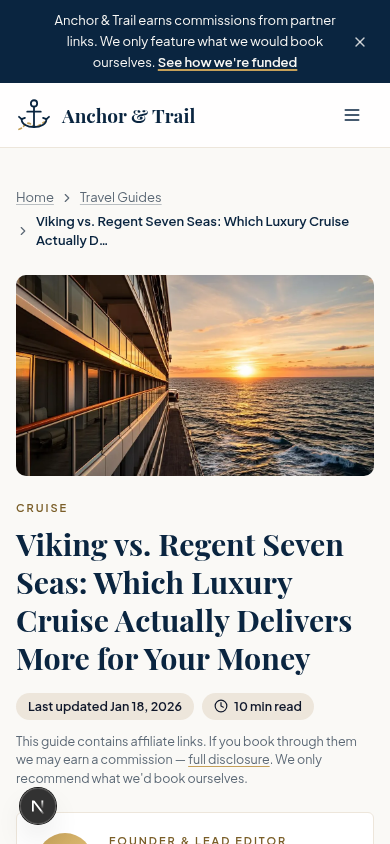 Anchor & Trail earns commissions from partner
links. We only feature what we would book
ourselves. See how we're funded
Anchor & Trail
Home
Travel Guides
Viking vs. Regent Seven Seas: Which Luxury Cruise
Actually D…
CRUISE
Viking vs. Regent Seven
Seas: Which Luxury
Cruise Actually Delivers
More for Your Money
Last updated Jan 18, 2026
10 min read
This guide contains affiliate links. If you book through them
we may earn a commission — full disclosure. We only
recommend what we'd book ourselves.
N
FOUNDER & LEAD EDITOR